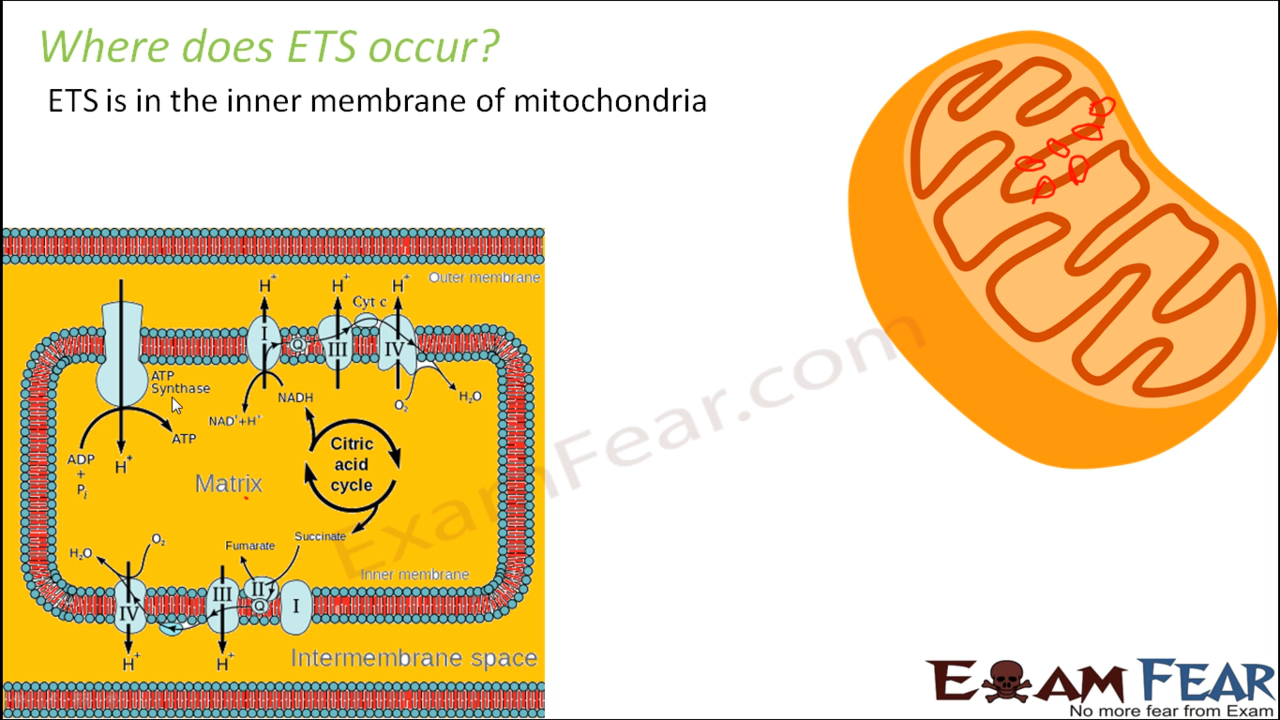 Where does ETS occur?
ETS is in the inner membrane of mitochondria
Outer membrane
H⁺
H⁺
H⁺
Cyt c
I
Q
III
IV
ATP
Synthase
NADH
O₂
H₂O
NAD⁺+H⁺
ATP
ADP
+
Pᵢ
H⁺
Citric
acid
cycle
Matrix
Succinate
Fumarate
O₂
H₂O
Inner membrane
IV
III
II
Q
I
H⁺
H⁺
Intermembrane space
ExamFear.com
EXAM FEAR
No more fear from Exam